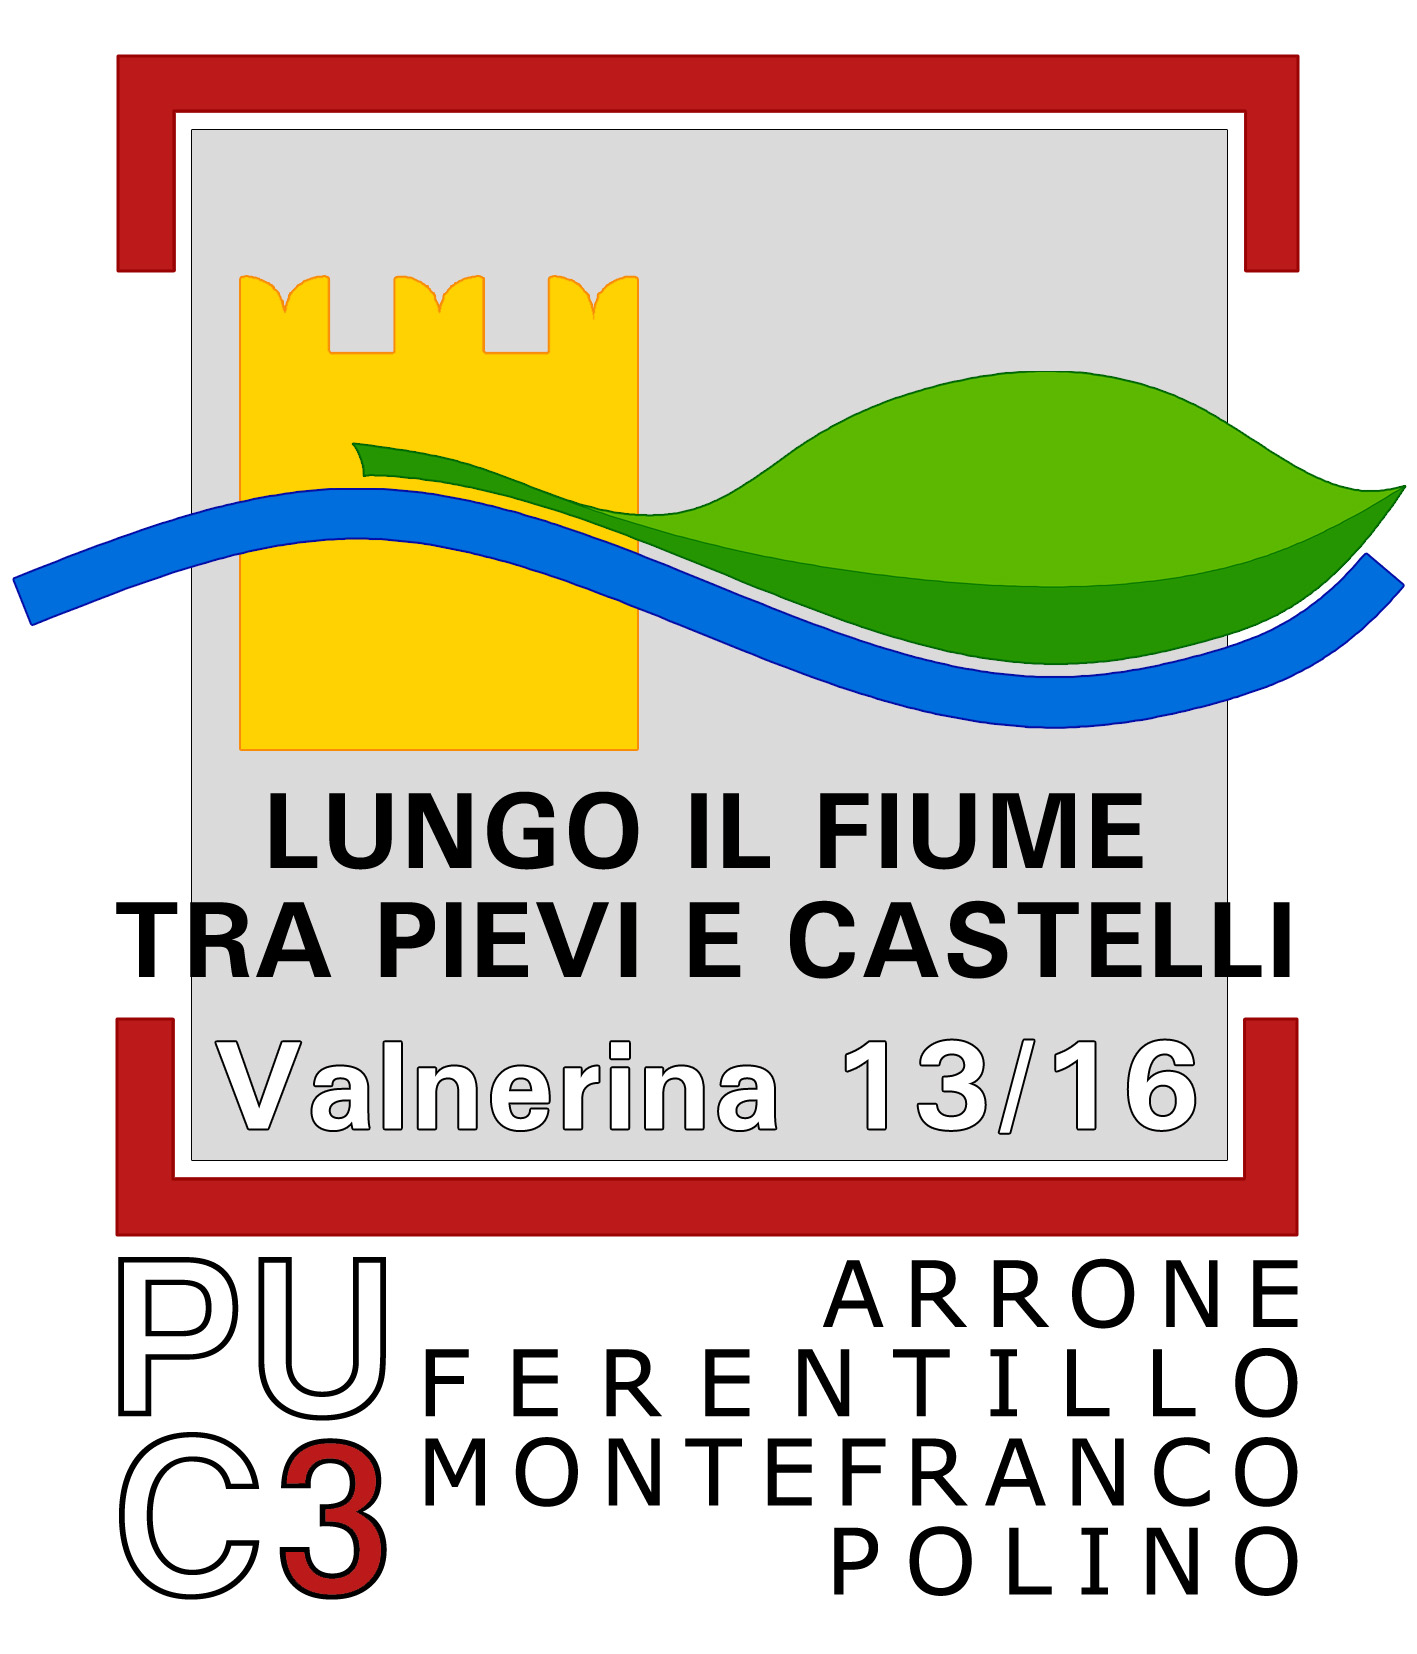 LUNGO IL FIUME
TRA PIEVI E CASTELLI
Valnerina 13/16
PU
C3
ARRONE
FERENTILLO
MONTEFRANCO
POLINO